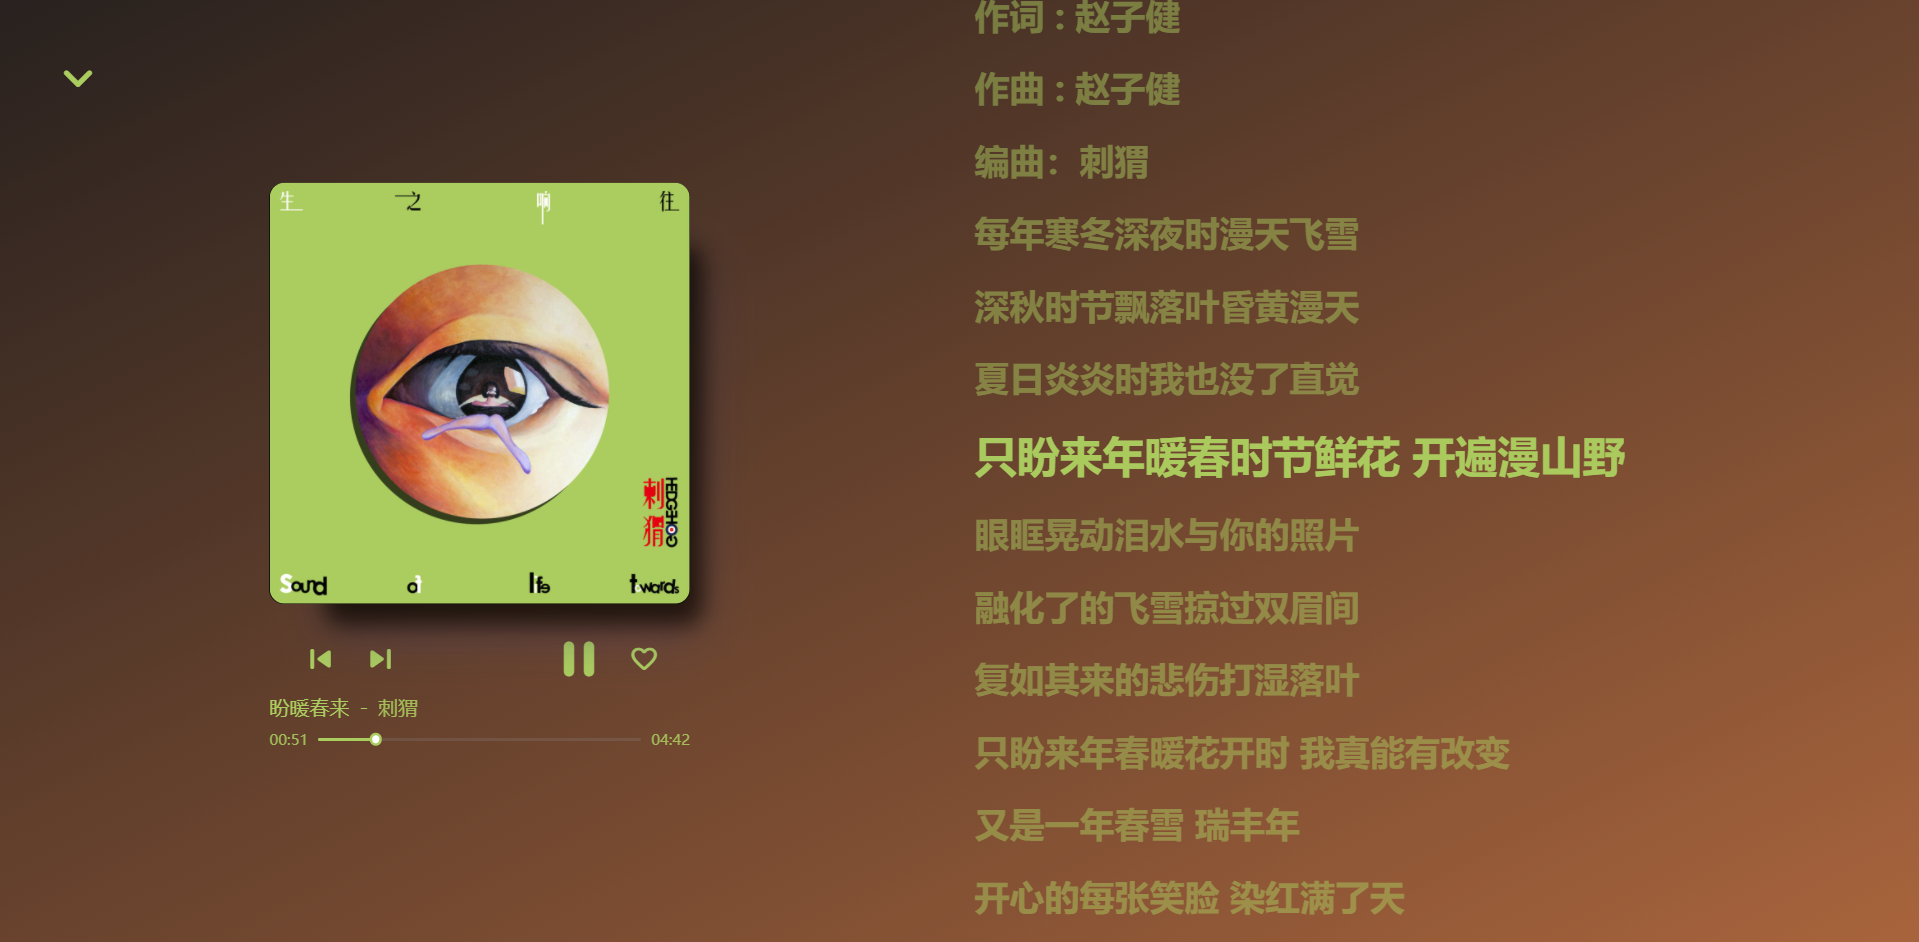 生 之 响 往
刺猬
HEDGEHOG
Sound of life towards
盼暖春来 - 刺猬
00:51 04:42
作词：赵子健
作曲：赵子健
编曲：刺猬
每年寒冬深夜时漫天飞雪
深秋时节飘落叶昏黄漫天
夏日炎炎时我也没了直觉
只盼来年暖春时节鲜花 开遍漫山野
眼眶晃动泪水与你的照片
融化了的飞雪掠过双眉间
复如其来的悲伤打湿落叶
只盼来年春暖花开时 我真能有改变
又是一年春雪 瑞丰年
开心的每张笑脸 染红满了天